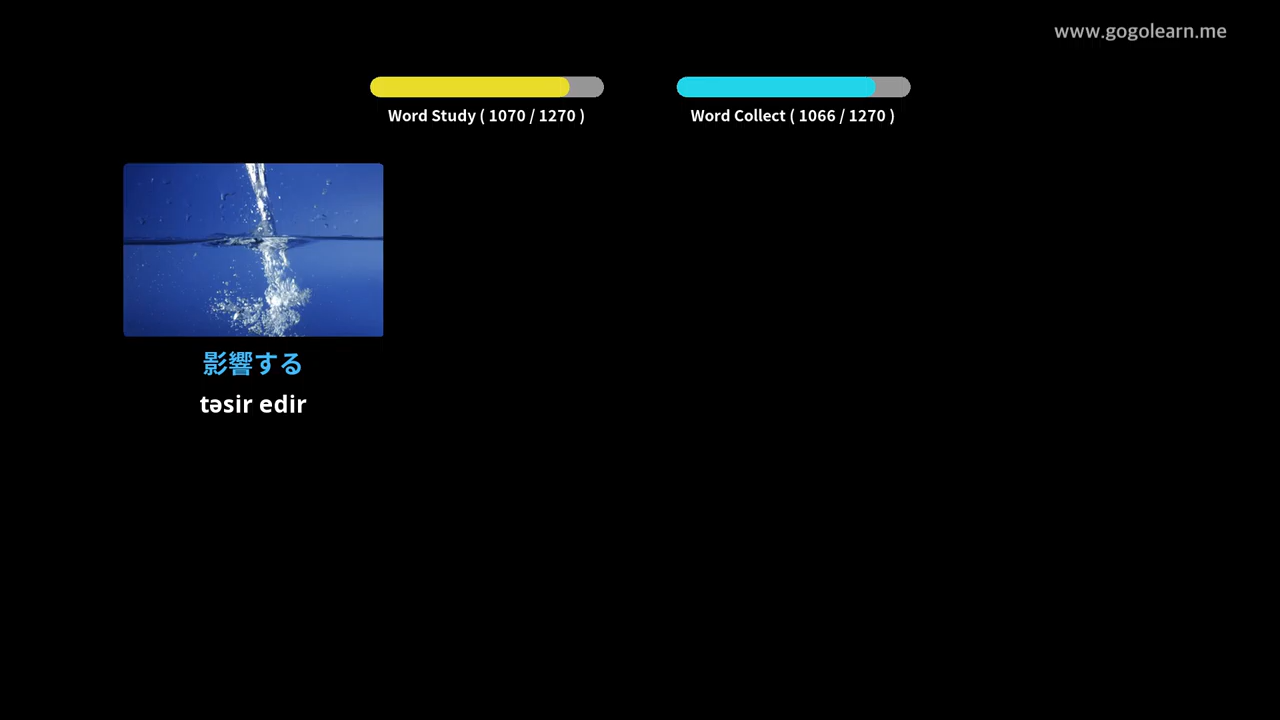 www.gogolearn.me
Word Study ( 1070 / 1270 )
Word Collect ( 1066 / 1270 )
影響する
təsir edir